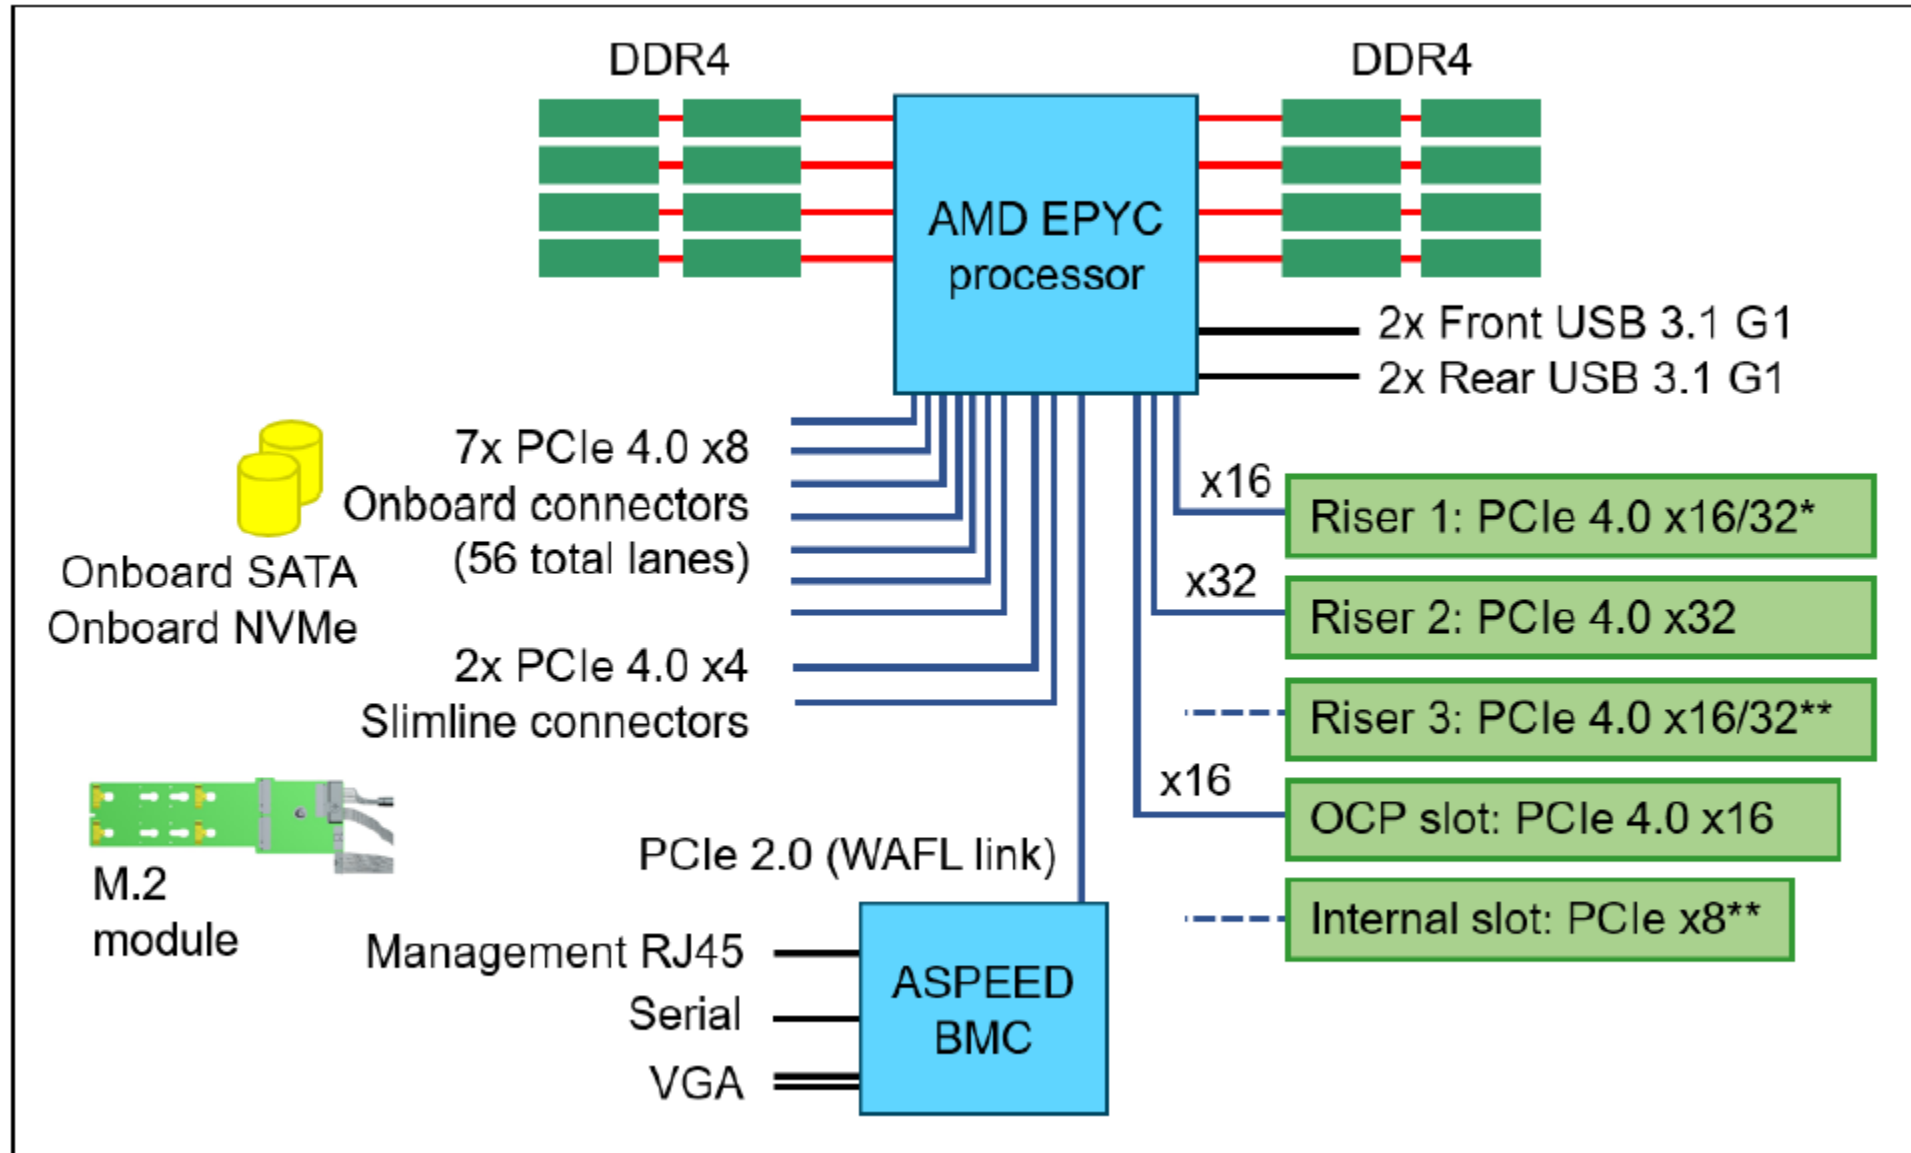 DDR4
DDR4
AMD EPYC
processor
2x Front USB 3.1 G1
2x Rear USB 3.1 G1
7x PCIe 4.0 x8
Onboard connectors
(56 total lanes)
Onboard SATA
Onboard NVMe
2x PCIe 4.0 x4
Slimline connectors
x16
Riser 1: PCIe 4.0 x16/32*
x32
Riser 2: PCIe 4.0 x32
Riser 3: PCIe 4.0 x16/32**
x16
OCP slot: PCIe 4.0 x16
Internal slot: PCIe x8**
M.2
module
PCIe 2.0 (WAFL link)
Management RJ45
Serial
VGA
ASPEED
BMC